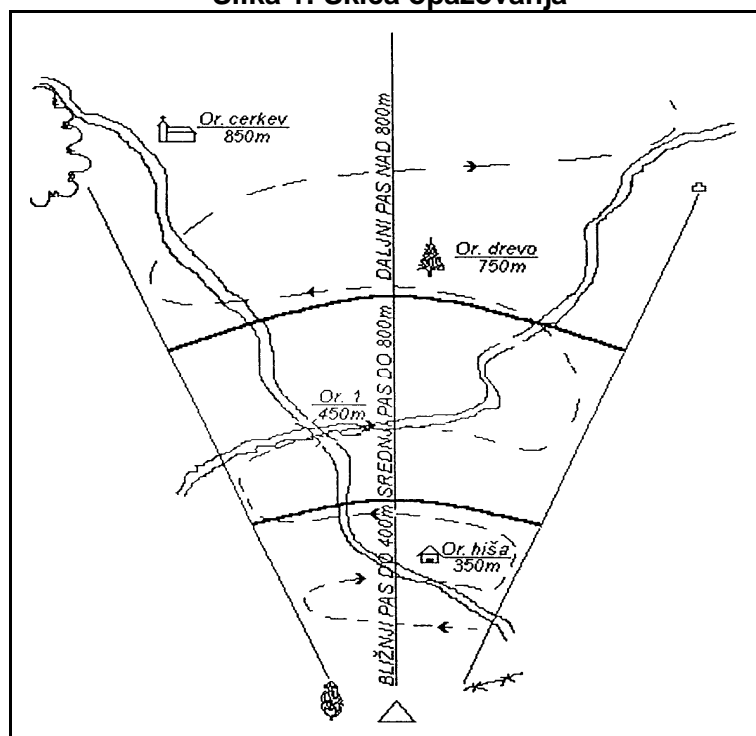 Slika 1: Skica opazovanja
Or. cerkev
850m
DALJNI PAS NAD 800m
Or. drevo
750m
SREDNJI PAS DO 800m
Or. 1
450m
BLIŽNJI PAS DO 400m
Or. hiša
350m